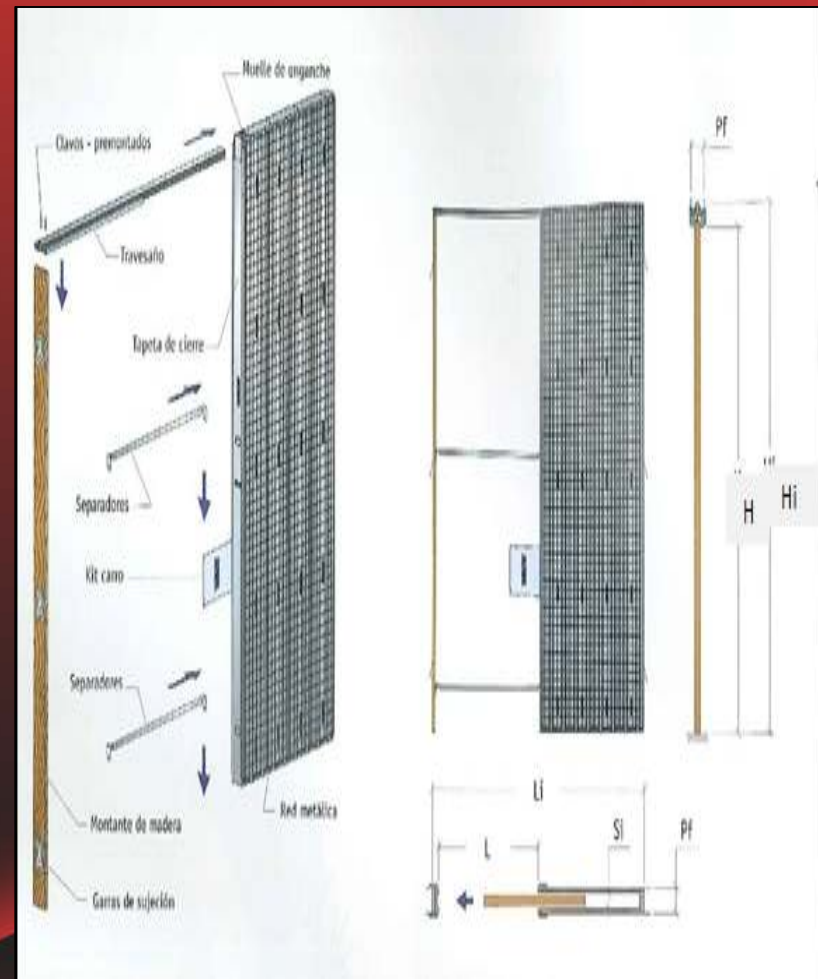 Muelle de enganche
Clavos - premontados
Travesaño
Tapeta de cierre
Separadores
Kit carro
Separadores
Red metálica
Montante de madera
Garras de sujeción
Pf
H
Hi
Li
L
Si
Pf